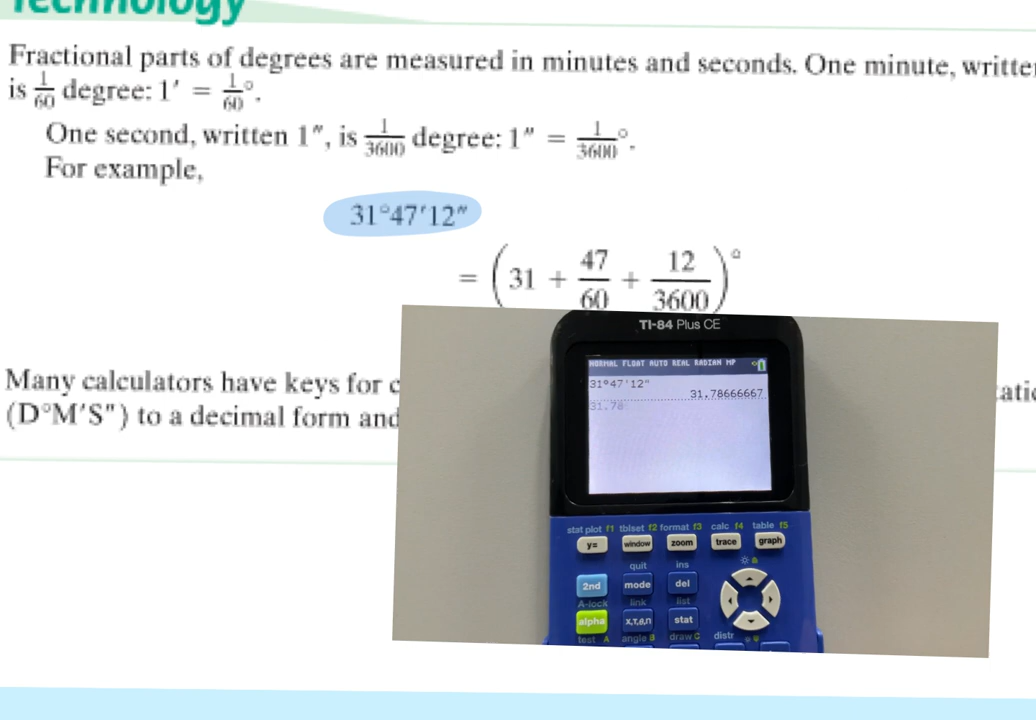 Technology
Fractional parts of degrees are measured in minutes and seconds. One minute, written
is 1/60 degree: 1′ = 1/60°.
One second, written 1″, is 1/3600 degree: 1″ = 1/3600°.
For example,
31°47′12″
= (31 + 47/60 + 12/3600)°
Many calculators have keys for c
(D°M′S″) to a decimal form and
TI-84 Plus CE
NORMAL FLOAT AUTO REAL RADIAN MP
31°47'12"
31.78666667
31.78
stat plot f1 tblset f2 format f3 calc f4 table f5
y= window zoom trace graph
quit ins
2nd mode del
A-lock link list
alpha X,T,θ,n stat
test A angle B draw C distr